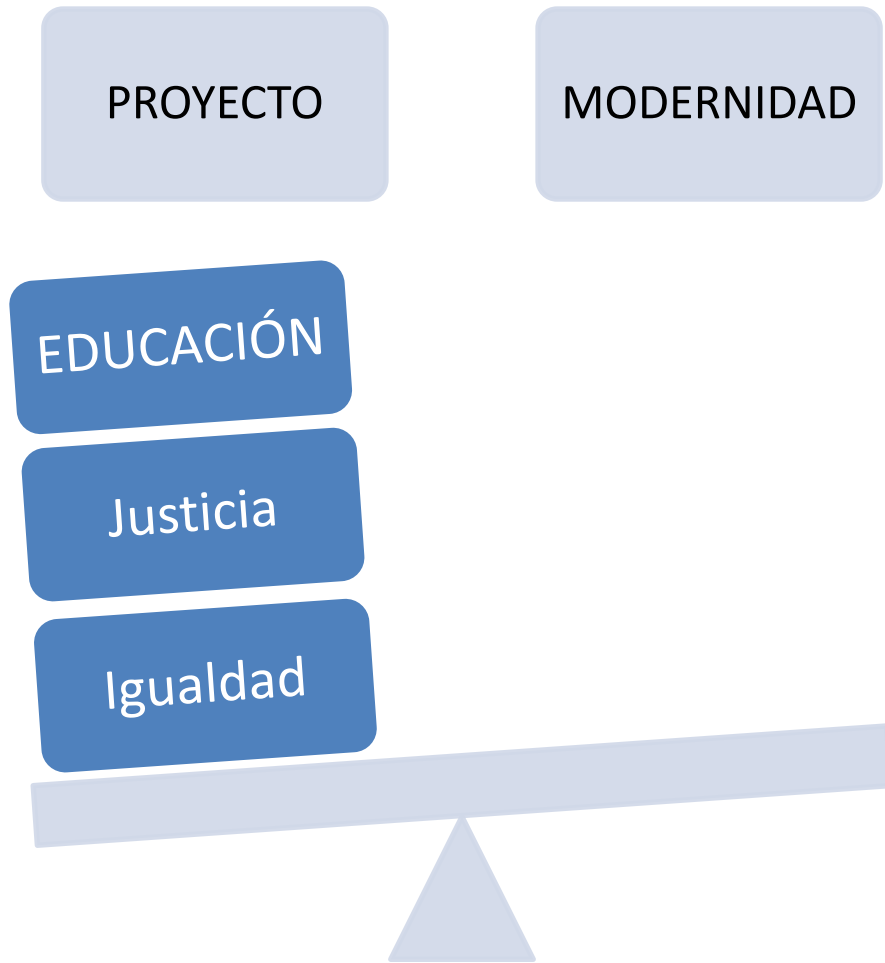 PROYECTO
MODERNIDAD
EDUCACIÓN
Justicia
Igualdad